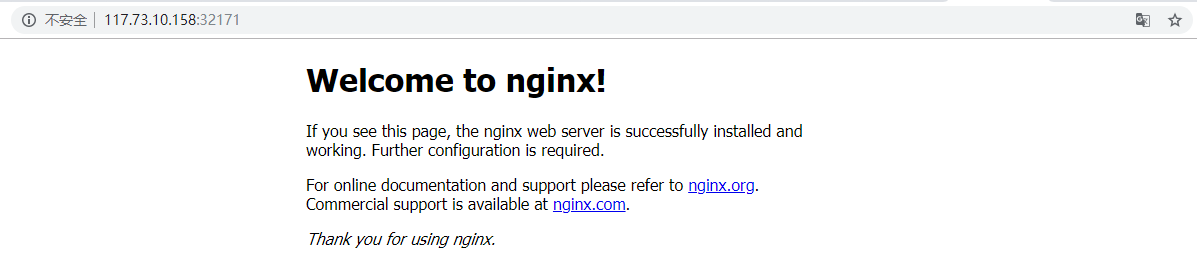 不安全 | 117.73.10.158:32171
Welcome to nginx!
If you see this page, the nginx web server is successfully installed and
working. Further configuration is required.
For online documentation and support please refer to nginx.org.
Commercial support is available at nginx.com.
Thank you for using nginx.